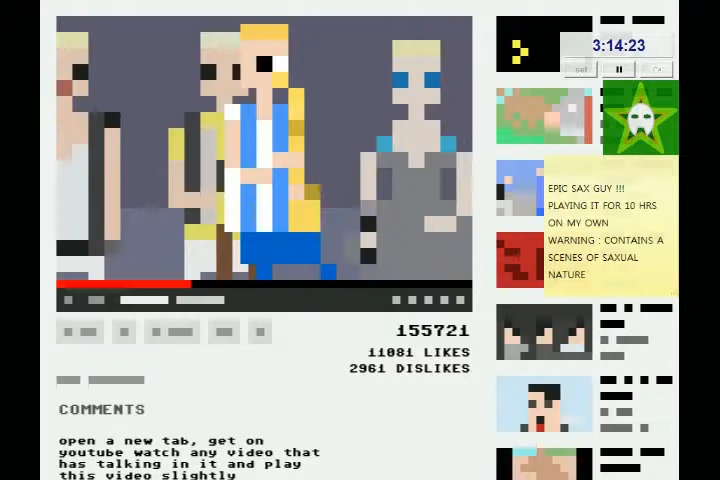 3:14:23
set
EPIC SAX GUY !!!
PLAYING IT FOR 10 HRS
ON MY OWN
WARNING : CONTAINS A
SCENES OF SAXUAL
NATURE
155721
11081 LIKES
2961 DISLIKES
COMMENTS
open a new tab, get on
youtube watch any video that
has talking in it and play
this video slightly